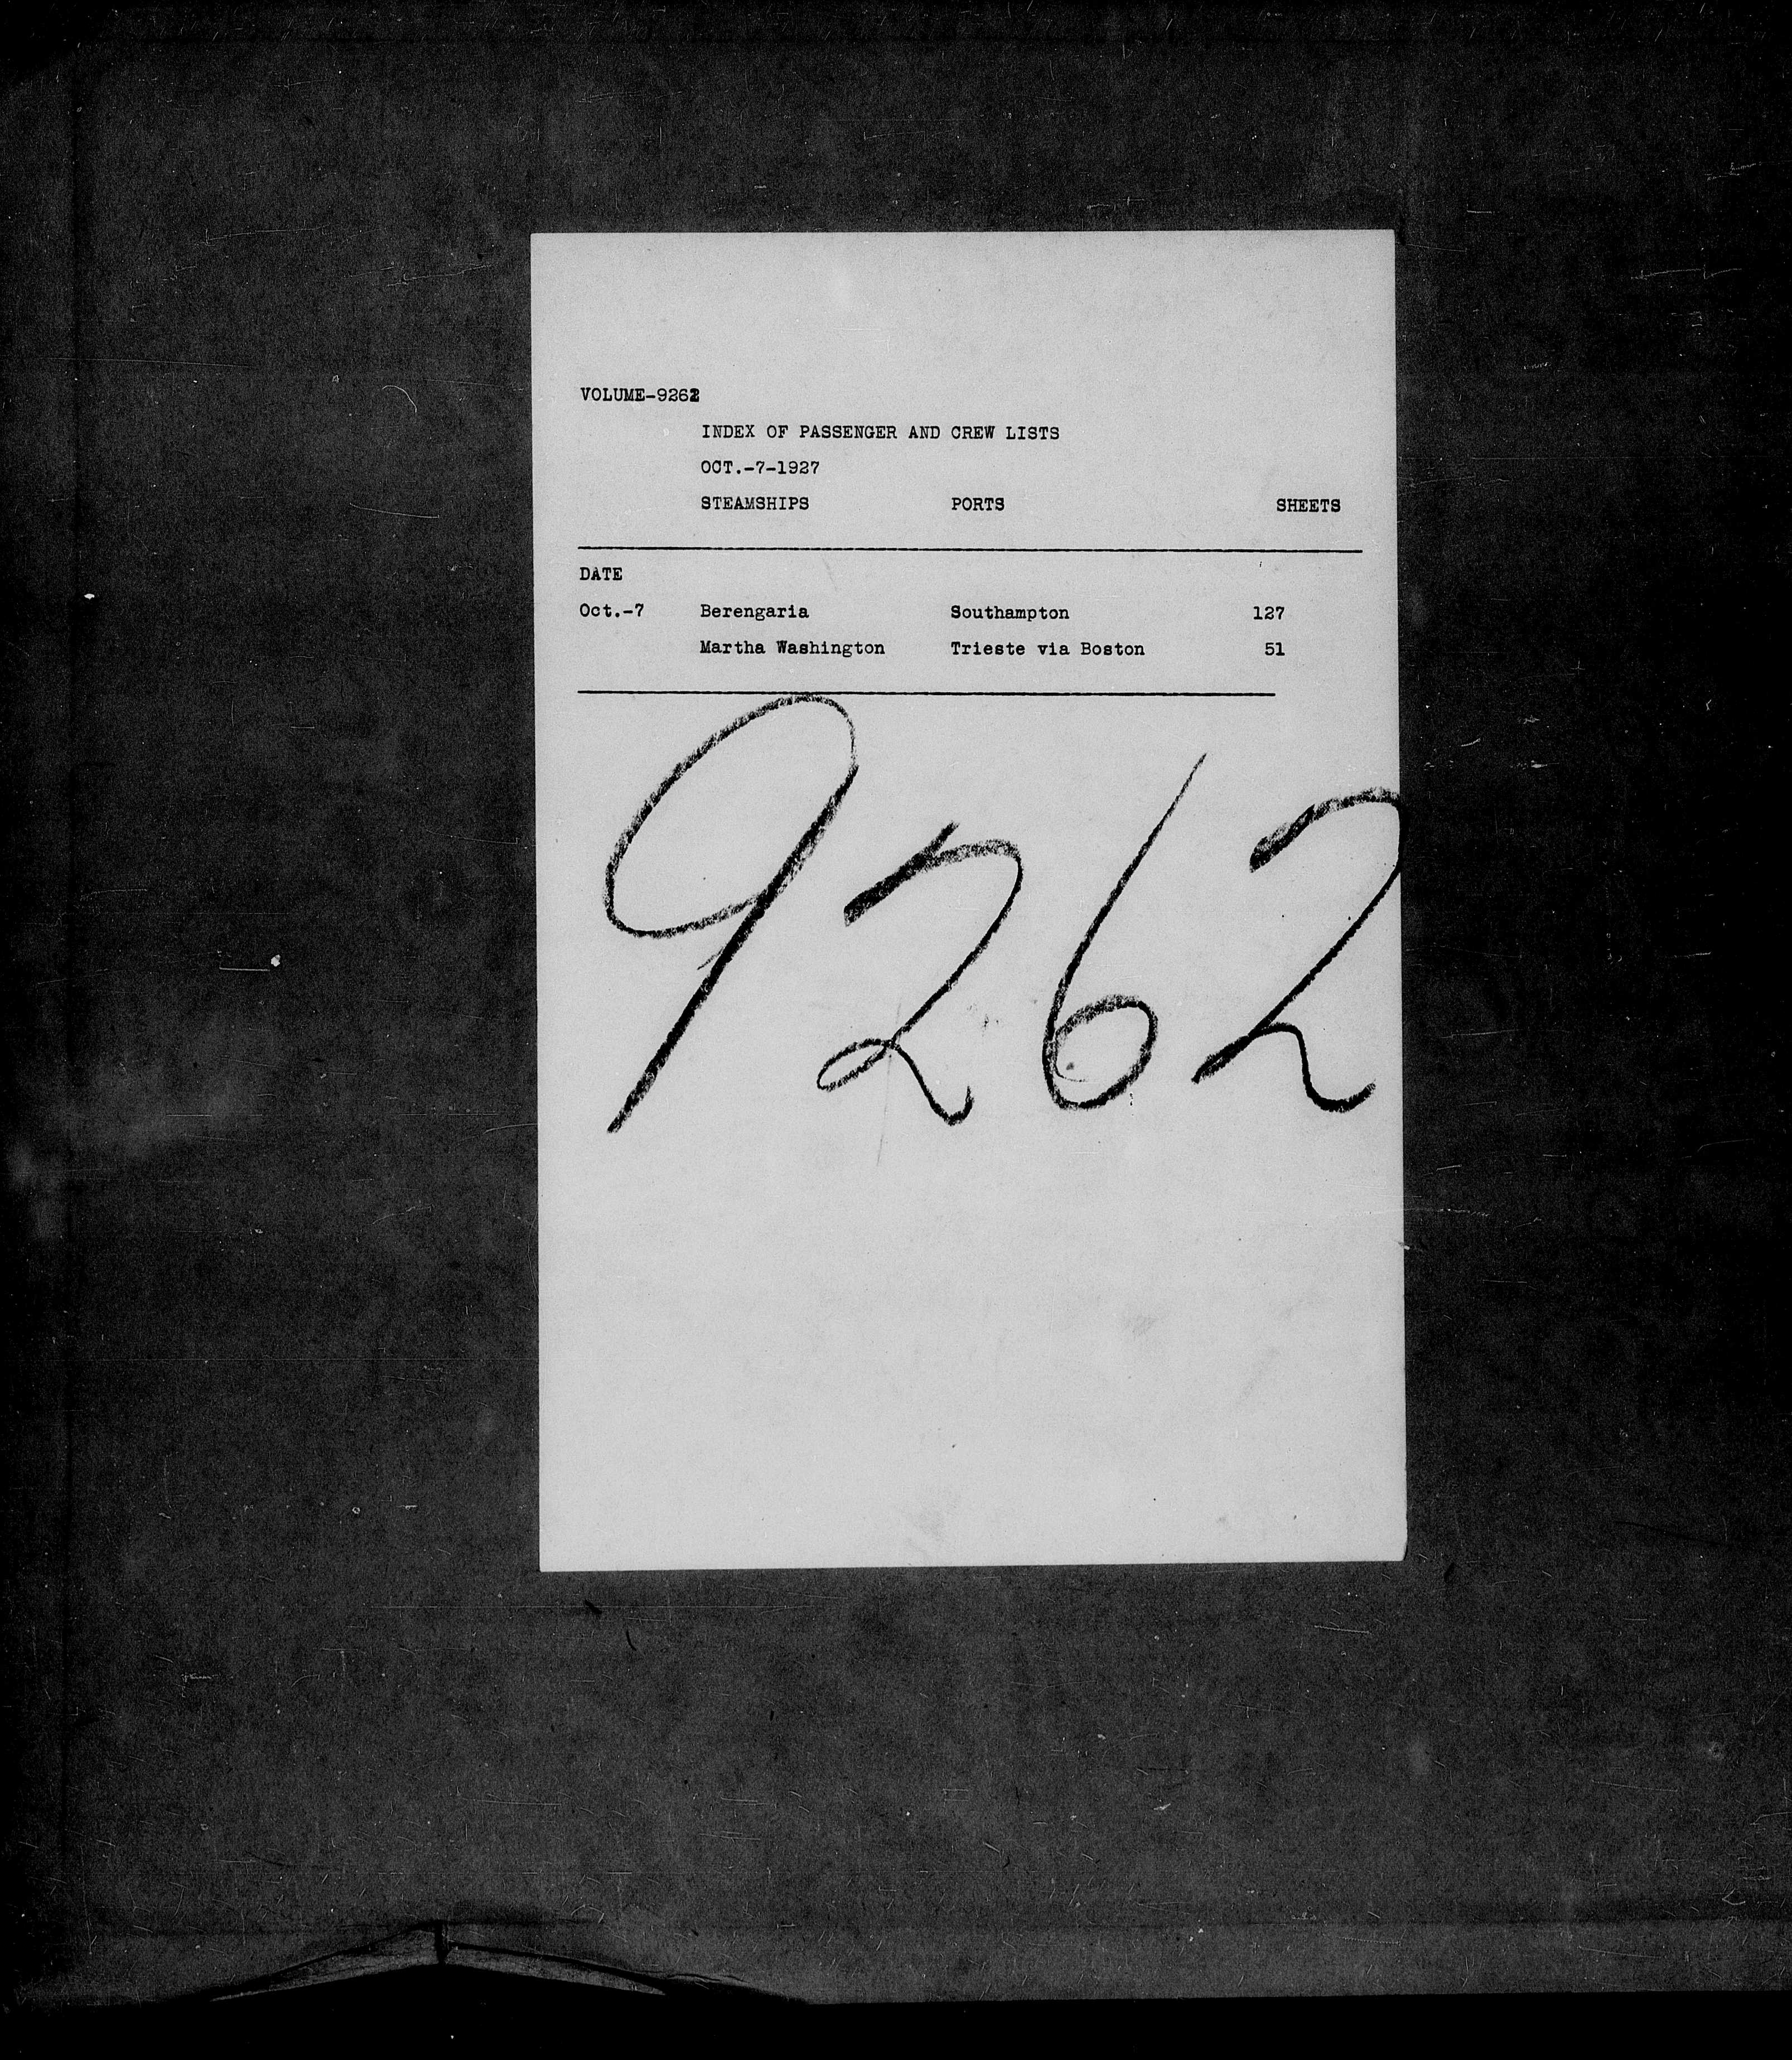 VOLUME-9262
INDEX OF PASSENGER AND CREW LISTS
OCT.-7-1927
STEAMSHIPS PORTS SHEETS
DATE
Oct.-7 Berengaria Southampton 127
Martha Washington Trieste via Boston 51
9262